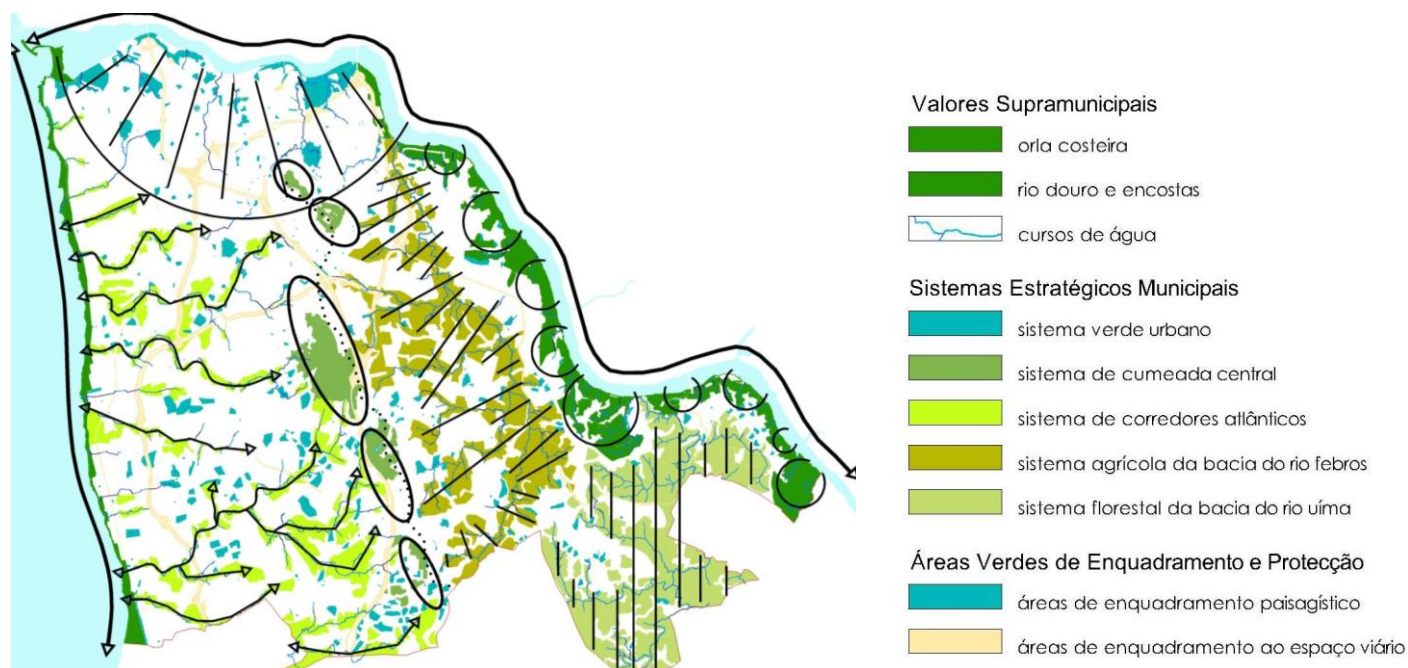 Valores Supramunicipais
orla costeira
rio douro e encostas
cursos de água
Sistemas Estratégicos Municipais
sistema verde urbano
sistema de cumeada central
sistema de corredores atlânticos
sistema agrícola da bacia do rio febros
sistema florestal da bacia do rio uíma
Áreas Verdes de Enquadramento e Protecção
áreas de enquadramento paisagístico
áreas de enquadramento ao espaço viário